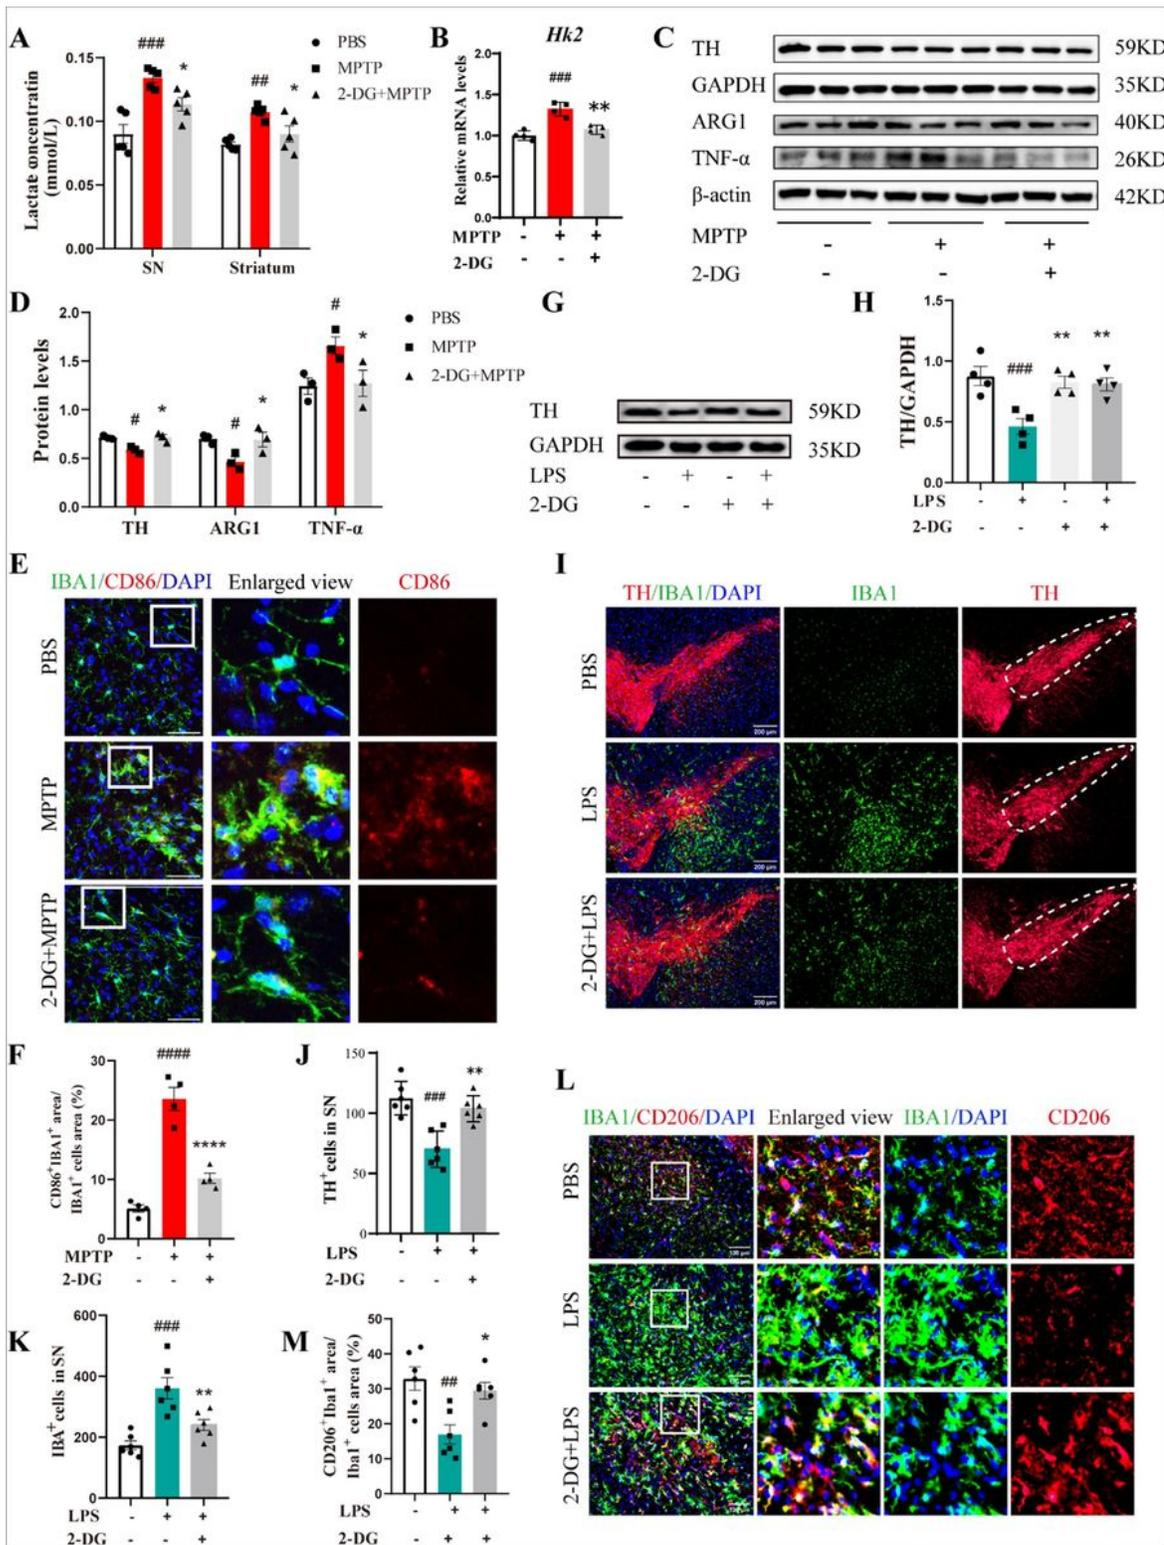 A
Lactate oncentratin
(mmol/L)
0.15
0.10
0.05
0.00
###
*
##
*
SN
Striatum
PBS
MPTP
2-DG+MPTP
B
Hk2
Relative mRNA levels
2.0
1.5
1.0
0.5
0.0
###
**
MPTP - + +
2-DG - - +
C
TH 59KD
GAPDH 35KD
ARG1 40KD
TNF-α 26KD
β-actin 42KD
MPTP - + +
2-DG - - +
D
Protein levels
2.0
1.5
1.0
0.5
0.0
#
*
#
*
#
*
TH
ARG1
TNF-α
PBS
MPTP
2-DG+MPTP
G
TH 59KD
GAPDH 35KD
LPS - + - +
2-DG - - + +
H
TH/GAPDH
1.5
1.0
0.5
0.0
###
**
**
LPS - + - +
2-DG - - + +
E
IBA1/CD86/DAPI Enlarged view CD86
PBS
MPTP
2-DG+MPTP
I
TH/IBA1/DAPI IBA1 TH
PBS
200 μm
LPS
200 μm
2-DG+LPS
200 μm
F
CD86⁺IBA1⁺ area/
IBA1⁺ cells area (%)
30
20
10
0
####
****
MPTP - + +
2-DG - - +
J
TH⁺cells in SN
150
100
50
0
###
**
LPS - + +
2-DG - - +
K
IBA⁺cells in SN
600
400
200
0
###
**
LPS - + +
2-DG - - +
M
CD206⁺Iba1⁺ area/
Iba1⁺ cells area (%)
50
40
30
20
10
0
##
*
LPS - + +
2-DG - + +
L
IBA1/CD206/DAPI Enlarged view IBA1/DAPI CD206
PBS
100 μm
LPS
2-DG+LPS